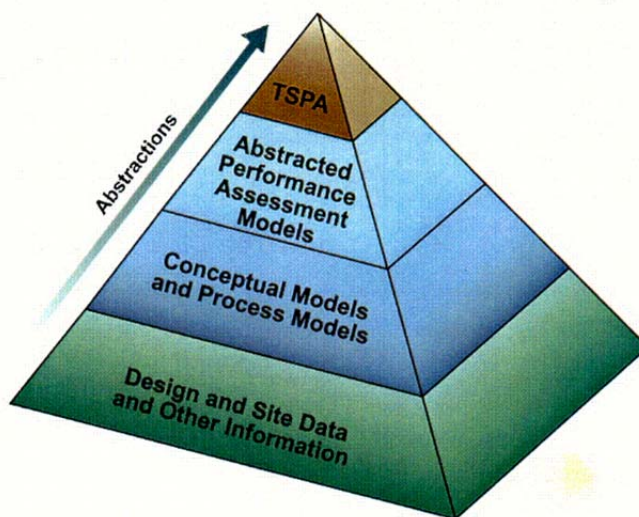 Abstractions
TSPA
Abstracted
Performance
Assessment
Models
Conceptual Models
and Process Models
Design and Site Data
and Other Information